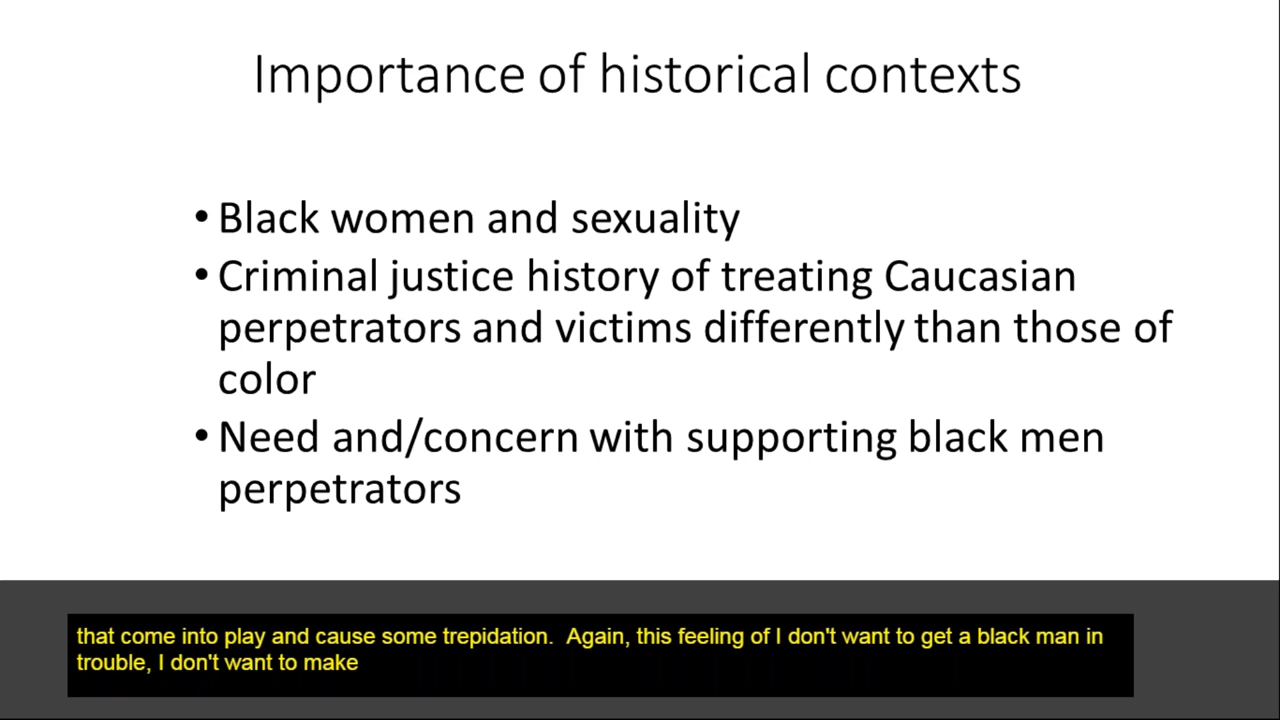 Importance of historical contexts
• Black women and sexuality
• Criminal justice history of treating Caucasian
perpetrators and victims differently than those of
color
• Need and/concern with supporting black men
perpetrators
that come into play and cause some trepidation.  Again, this feeling of I don't want to get a black man in
trouble, I don't want to make